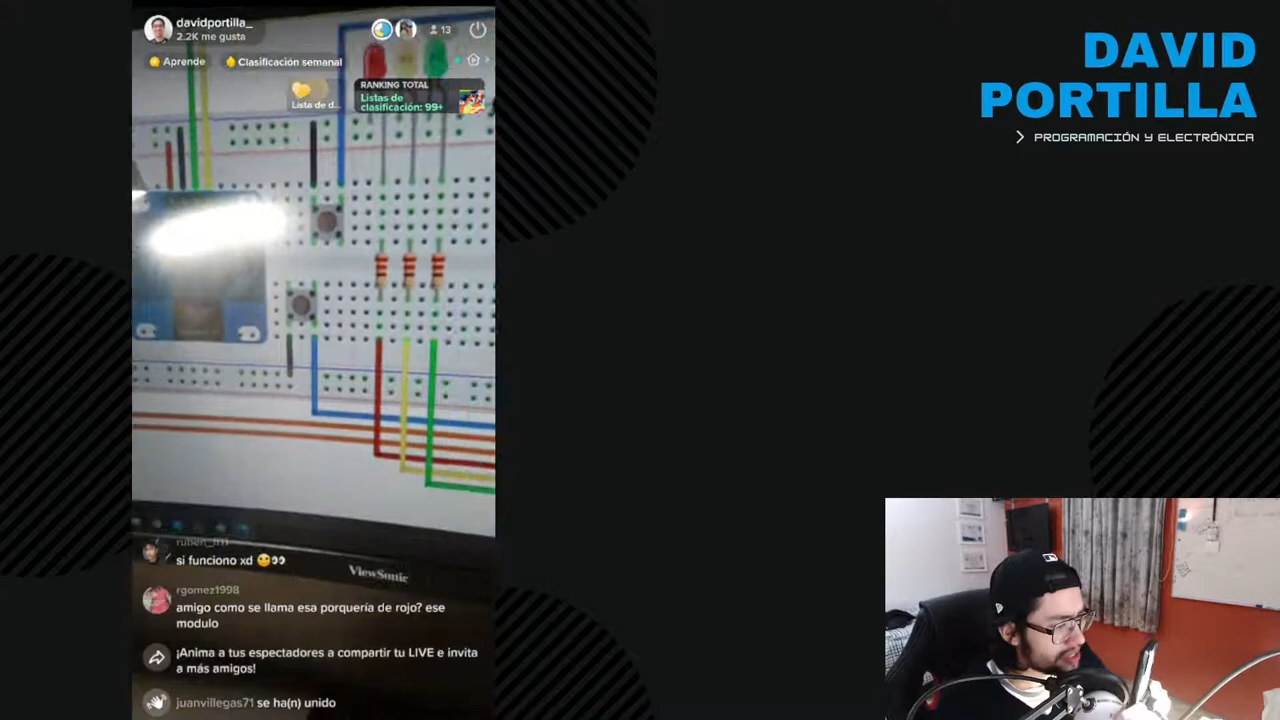 davidportilla_
2.2K me gusta
13
Aprende
Clasificación semanal
Lista de d...
RANKING TOTAL
Listas de
clasificación: 99+
DAVID
PORTILLA
PROGRAMACIÓN Y ELECTRÓNICA
si funciono xd 😊👀
ViewSonic
rgomez1998
amigo como se llama esa porquería de rojo? ese
modulo
¡Anima a tus espectadores a compartir tu LIVE e invita
a más amigos!
juanvillegas71 se ha(n) unido